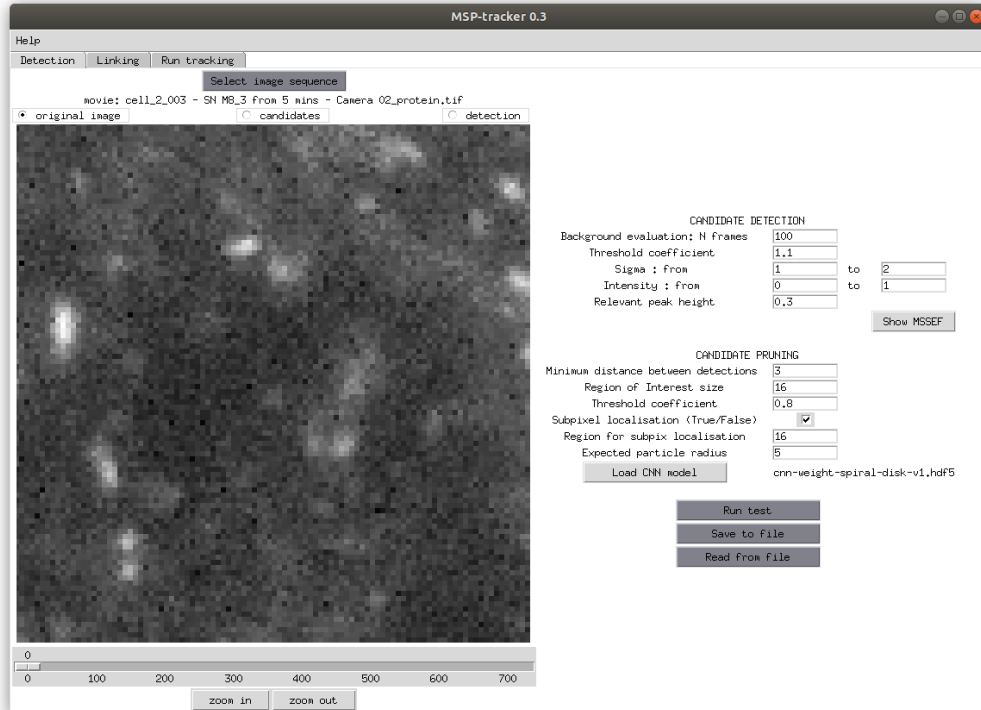 MSP-tracker 0.3
Help
Detection Linking Run tracking
Select image sequence
movie: cell_2_003 - SN M8_3 from 5 mins - Camera 02_protein.tif
original image candidates detection
CANDIDATE DETECTION
Background evaluation: N frames 100
Threshold coefficient 1.1
Sigma : from 1 to 2
Intensity : from 0 to 1
Relevant peak height 0.3
Show MSSEF
CANDIDATE PRUNING
Minimum distance between detections 3
Region of Interest size 16
Threshold coefficient 0.8
Subpixel localisation (True/False)
Region for subpix localisation 16
Expected particle radius 5
Load CNN model cnn-weight-spiral-disk-v1.hdf5
Run test
Save to file
Read from file
0
0 100 200 300 400 500 600 700
zoom in zoom out